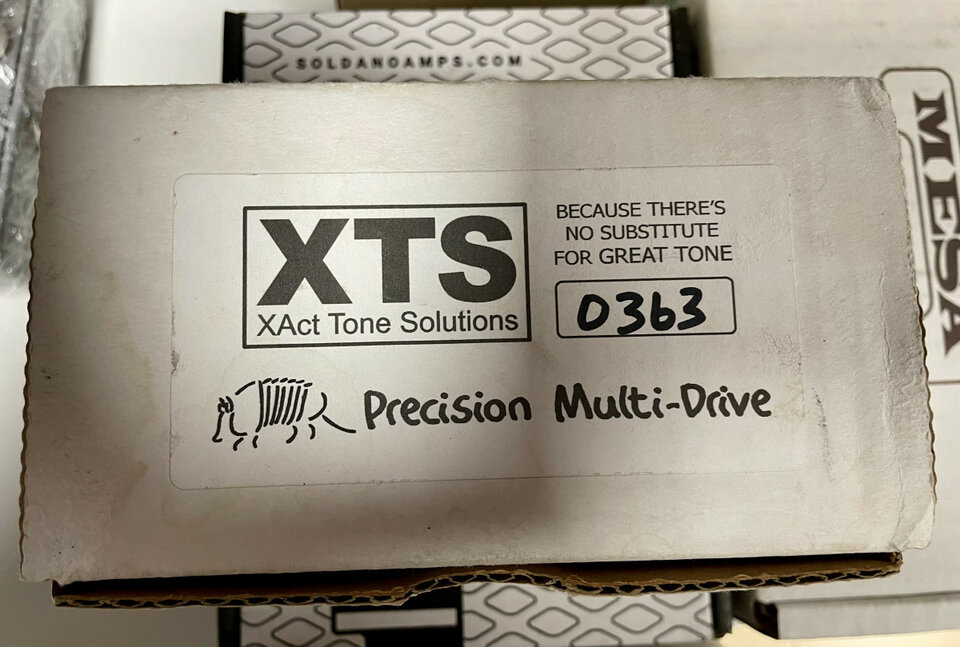 SOLDANOAMPS.COM
MESA
XTS
XAct Tone Solutions
BECAUSE THERE'S
NO SUBSTITUTE
FOR GREAT TONE
0363
Precision Multi-Drive